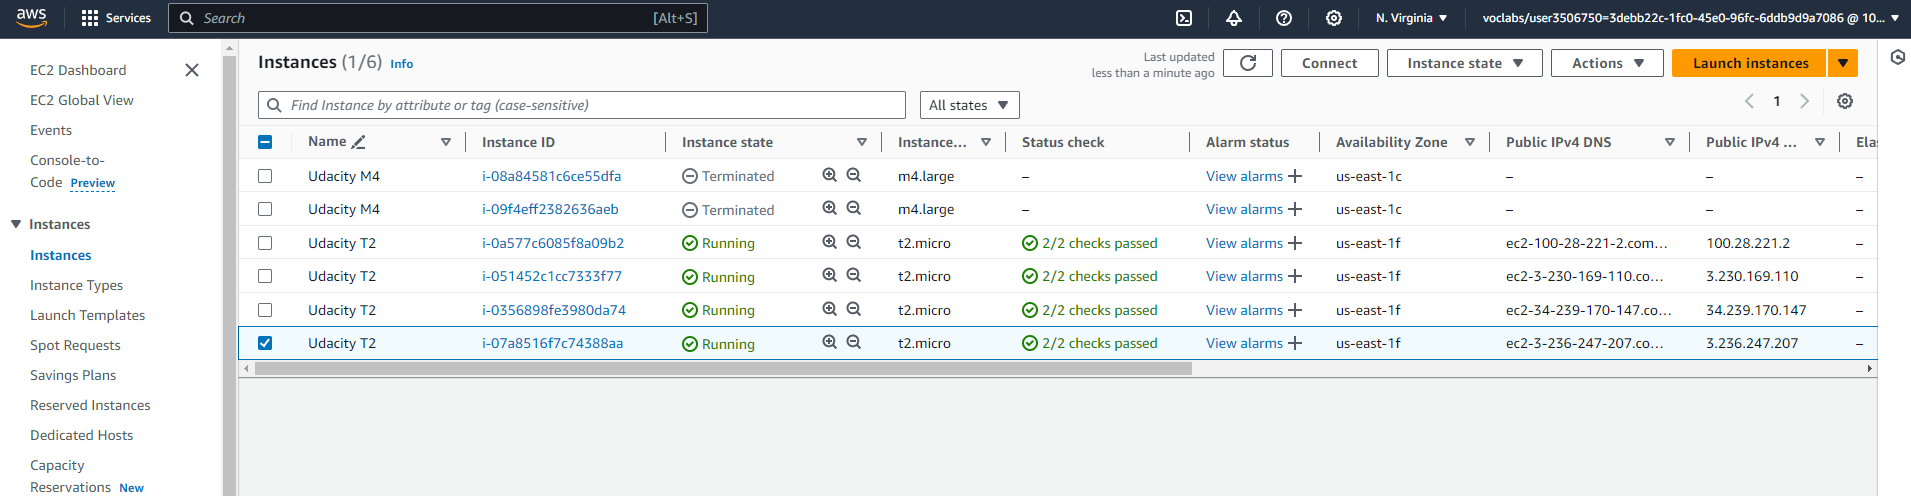 aws Services Search [Alt+S] N. Virginia voclabs/user3506750=3debb22c-1fc0-45e0-96fc-6ddb9d9a7086 @ 10...
EC2 Dashboard
EC2 Global View
Events
Console-to-
Code Preview
Instances
Instances
Instance Types
Launch Templates
Spot Requests
Savings Plans
Reserved Instances
Dedicated Hosts
Capacity
Reservations New
Instances (1/6) Info
Last updated
less than a minute ago
Connect Instance state Actions Launch instances
Find Instance by attribute or tag (case-sensitive) All states 1
Name Instance ID Instance state Instance... Status check Alarm status Availability Zone Public IPv4 DNS Public IPv4 ... Elas
Udacity M4 i-08a84581c6ce55dfa Terminated m4.large – View alarms + us-east-1c – – –
Udacity M4 i-09f4eff2382636aeb Terminated m4.large – View alarms + us-east-1c – – –
Udacity T2 i-0a577c6085f8a09b2 Running t2.micro 2/2 checks passed View alarms + us-east-1f ec2-100-28-221-2.com... 100.28.221.2 –
Udacity T2 i-051452c1cc7333f77 Running t2.micro 2/2 checks passed View alarms + us-east-1f ec2-3-230-169-110.co... 3.230.169.110 –
Udacity T2 i-0356898fe3980da74 Running t2.micro 2/2 checks passed View alarms + us-east-1f ec2-34-239-170-147.co... 34.239.170.147 –
Udacity T2 i-07a8516f7c74388aa Running t2.micro 2/2 checks passed View alarms + us-east-1f ec2-3-236-247-207.co... 3.236.247.207 –